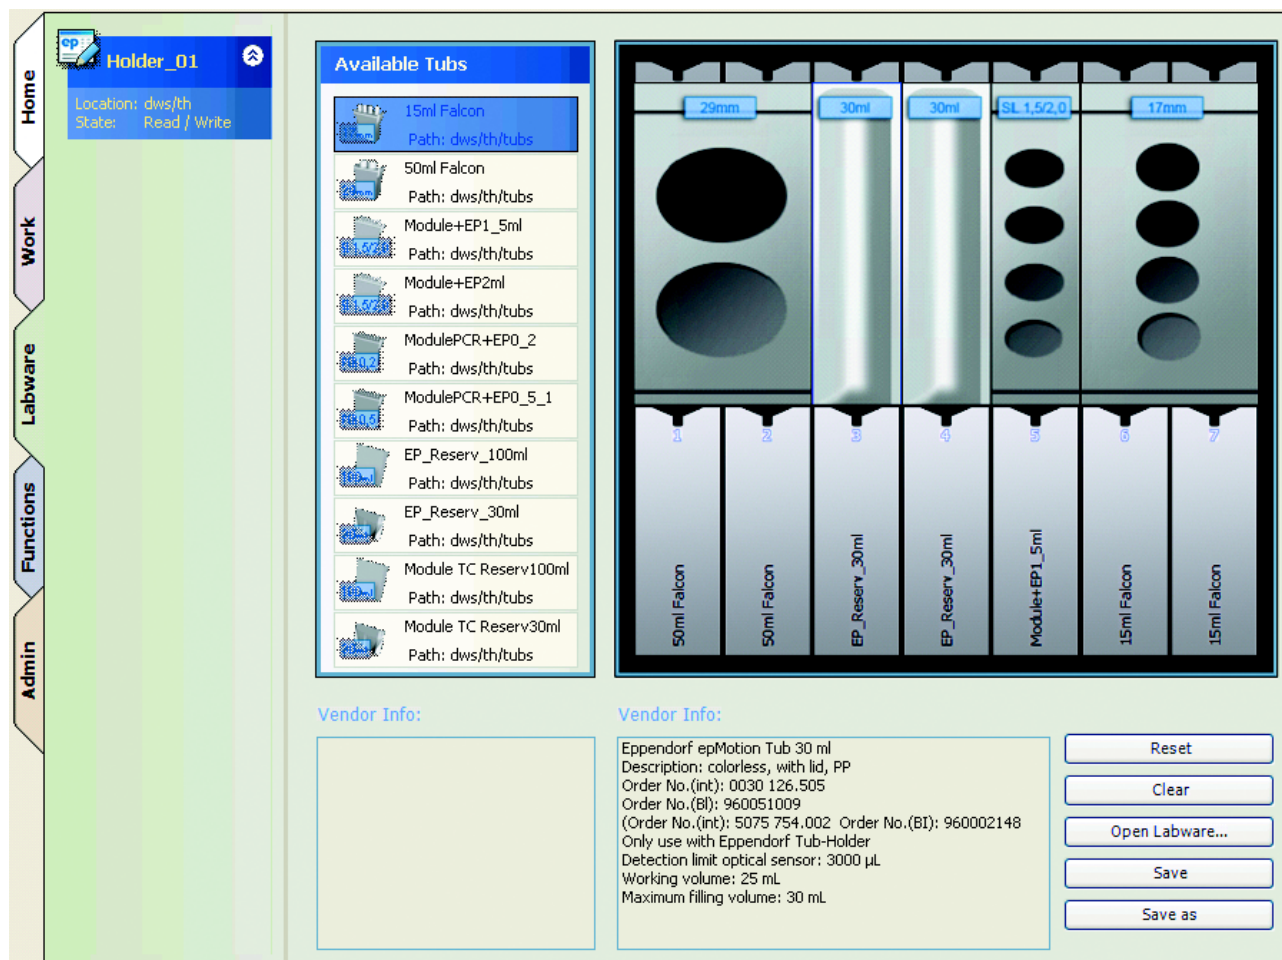 Home
Work
Labware
Functions
Admin
ep
Holder_01
Location: dws/th
State: Read / Write
Available Tubs
15ml Falcon
Path: dws/th/tubs
50ml Falcon
Path: dws/th/tubs
29mm
Module+EP1_5ml
Path: dws/th/tubs
Module+EP2ml
Path: dws/th/tubs
ModulePCR+EP0_2
Path: dws/th/tubs
ModulePCR+EP0_5_1
Path: dws/th/tubs
EP_Reserv_100ml
Path: dws/th/tubs
100ml
EP_Reserv_30ml
Path: dws/th/tubs
Module TC Reserv100ml
Path: dws/th/tubs
100ml
Module TC Reserv30ml
Path: dws/th/tubs
29mm
30ml
30ml
SL 1,5/2,0
17mm
1
2
3
4
5
6
7
50ml Falcon
50ml Falcon
EP_Reserv_30ml
EP_Reserv_30ml
Module+EP1_5ml
15ml Falcon
15ml Falcon
Vendor Info:
Vendor Info:
Eppendorf epMotion Tub 30 ml
Description: colorless, with lid, PP
Order No.(int): 0030 126.505
Order No.(BI): 960051009
(Order No.(int): 5075 754.002 Order No.(BI): 960002148
Only use with Eppendorf Tub-Holder
Detection limit optical sensor: 3000 µL
Working volume: 25 mL
Maximum filling volume: 30 mL
Reset
Clear
Open Labware...
Save
Save as